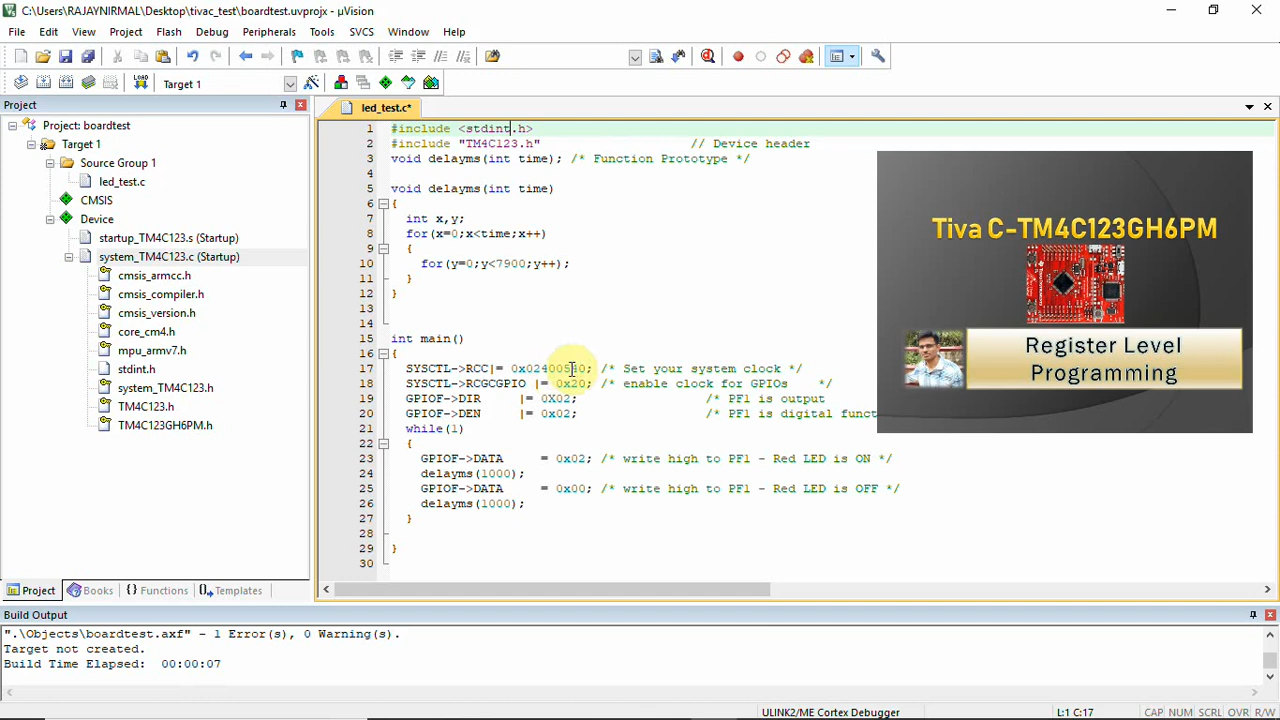 C:\Users\RAJAYNIRMAL\Desktop\tivac_test\boardtest.uvprojx - µVision
File Edit View Project Flash Debug Peripherals Tools SVCS Window Help
LOAD Target 1
Project
Project: boardtest
Target 1
Source Group 1
led_test.c
CMSIS
Device
startup_TM4C123.s (Startup)
system_TM4C123.c (Startup)
cmsis_armcc.h
cmsis_compiler.h
cmsis_version.h
core_cm4.h
mpu_armv7.h
stdint.h
system_TM4C123.h
TM4C123.h
TM4C123GH6PM.h
Project Books {} Functions Templates
led_test.c*
1 #include <stdint.h>
2 #include "TM4C123.h" // Device header
3 void delayms(int time); /* Function Prototype */
4
5 void delayms(int time)
6 {
7 int x,y;
8 for(x=0;x<time;x++)
9 {
10 for(y=0;y<7900;y++);
11 }
12 }
13
14
15 int main()
16 {
17 SYSCTL->RCC|= 0x02400540; /* Set your system clock */
18 SYSCTL->RCGCGPIO |= 0x20; /* enable clock for GPIOs */
19 GPIOF->DIR |= 0X02; /* PF1 is output
20 GPIOF->DEN |= 0x02; /* PF1 is digital funct
21 while(1)
22 {
23 GPIOF->DATA = 0x02; /* write high to PF1 - Red LED is ON */
24 delayms(1000);
25 GPIOF->DATA = 0x00; /* write high to PF1 - Red LED is OFF */
26 delayms(1000);
27 }
28
29 }
30
Tiva C-TM4C123GH6PM
Register Level
Programming
Build Output
".\Objects\boardtest.axf" - 1 Error(s), 0 Warning(s).
Target not created.
Build Time Elapsed: 00:00:07
ULINK2/ME Cortex Debugger L:1 C:17 CAP NUM SCRL OVR R/W